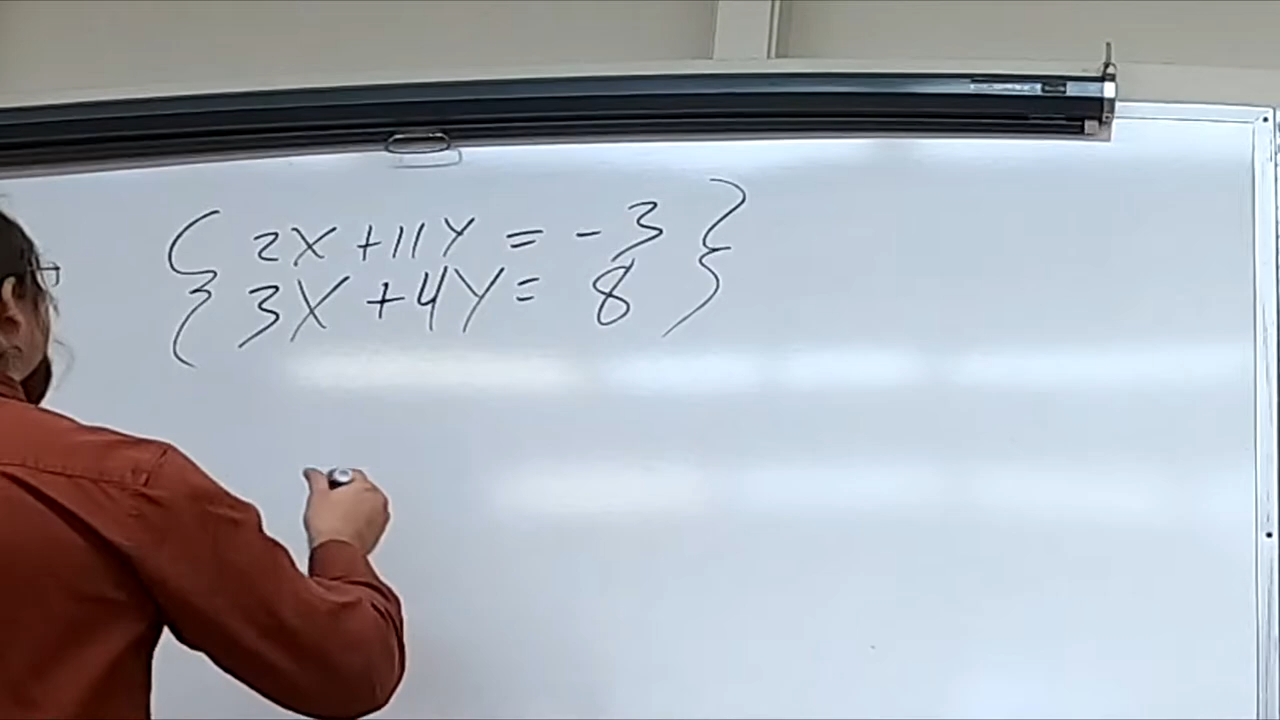 { 2X + 11Y = -3 }
{ 3X + 4Y = 8 }